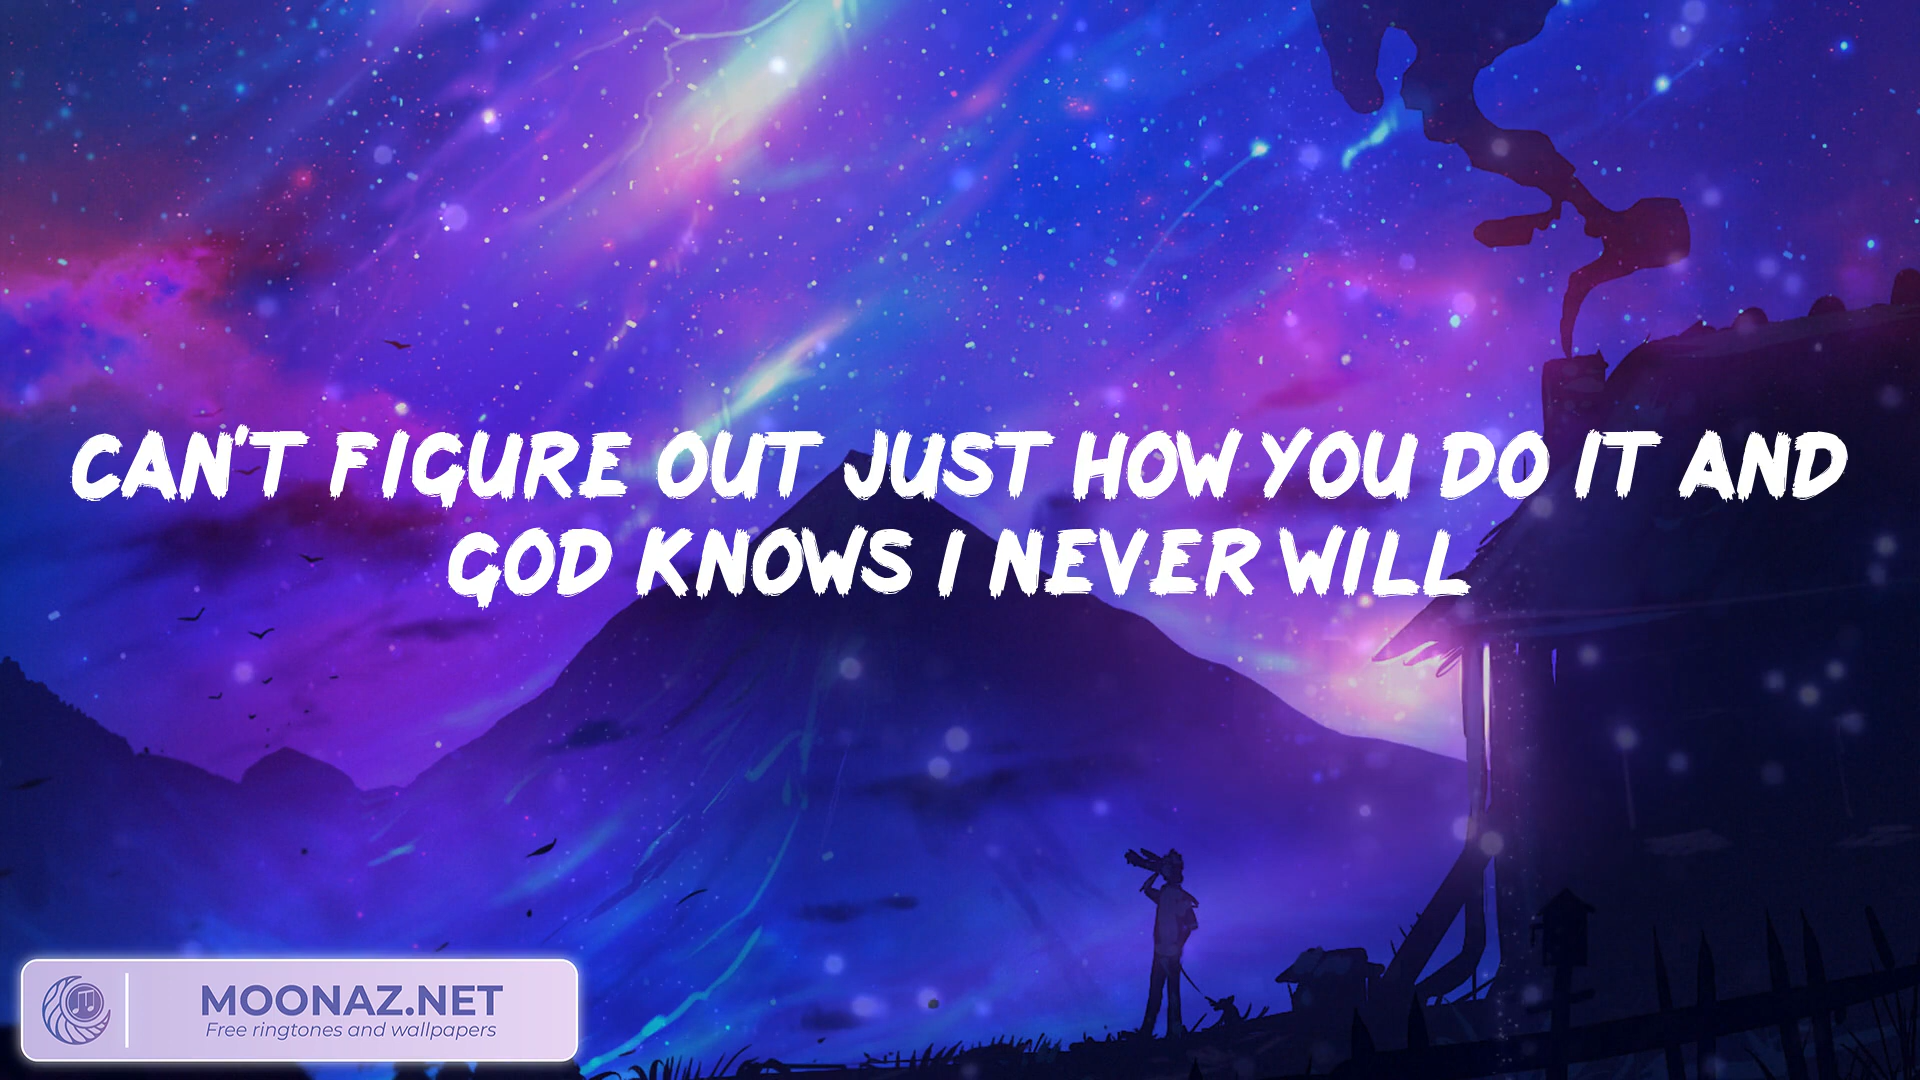 CAN'T FIGURE OUT JUST HOW YOU DO IT AND
GOD KNOWS I NEVER WILL
MOONAZ.NET
Free ringtones and wallpapers